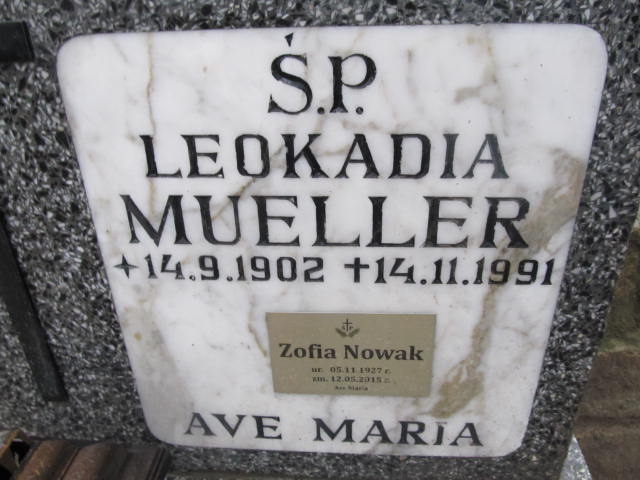 Ś.P.
LEOKADIA
MUELLER
+14.9.1902 ✝14.11.1991
Zofia Nowak
ur. 05.11.1927 r.
zm. 12.05.2015 r.
Ave Maria
AVE MARIA